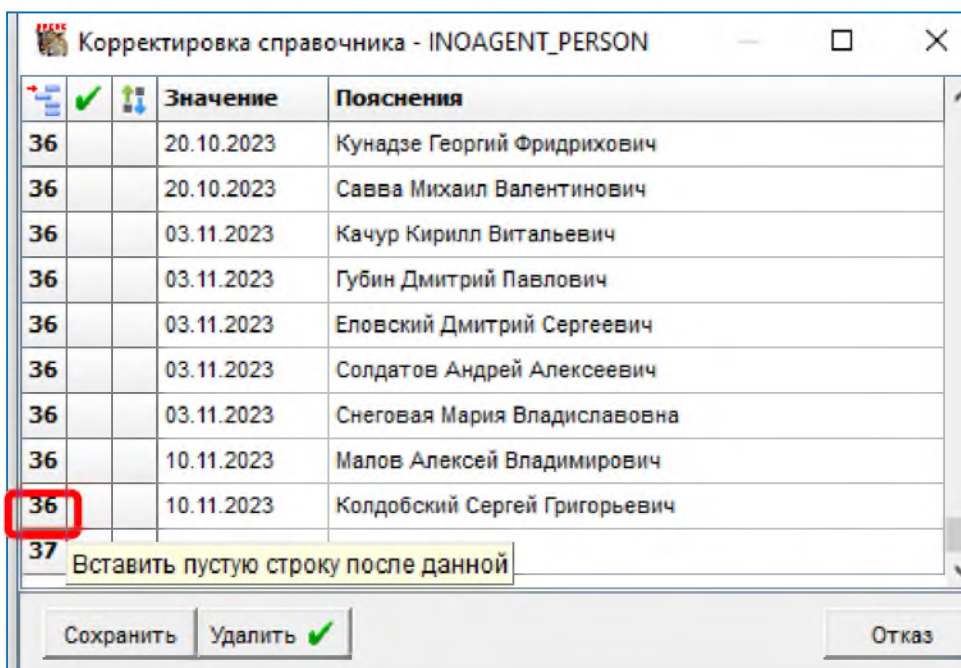 ИРБИС
Корректировка справочника - INOAGENT_PERSON
Значение Пояснения
36 20.10.2023 Кунадзе Георгий Фридрихович
36 20.10.2023 Савва Михаил Валентинович
36 03.11.2023 Качур Кирилл Витальевич
36 03.11.2023 Губин Дмитрий Павлович
36 03.11.2023 Еловский Дмитрий Сергеевич
36 03.11.2023 Солдатов Андрей Алексеевич
36 03.11.2023 Снеговая Мария Владиславовна
36 10.11.2023 Малов Алексей Владимирович
36 10.11.2023 Колдобский Сергей Григорьевич
37
Вставить пустую строку после данной
Сохранить Удалить Отказ